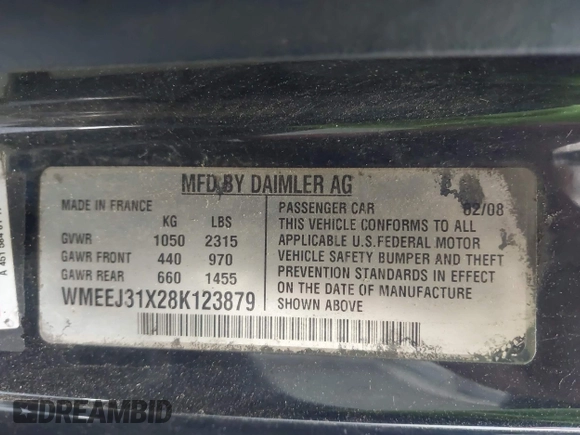 MFD BY DAIMLER AG
MADE IN FRANCE
KG LBS
GVWR 1050 2315
GAWR FRONT 440 970
GAWR REAR 660 1455
WMEEJ31X28K123879
PASSENGER CAR 02/08
THIS VEHICLE CONFORMS TO ALL
APPLICABLE U.S.FEDERAL MOTOR
VEHICLE SAFETY BUMPER AND THEFT
PREVENTION STANDARDS IN EFFECT
ON THE DATE OF MANUFACTURE
SHOWN ABOVE
DREAMBID